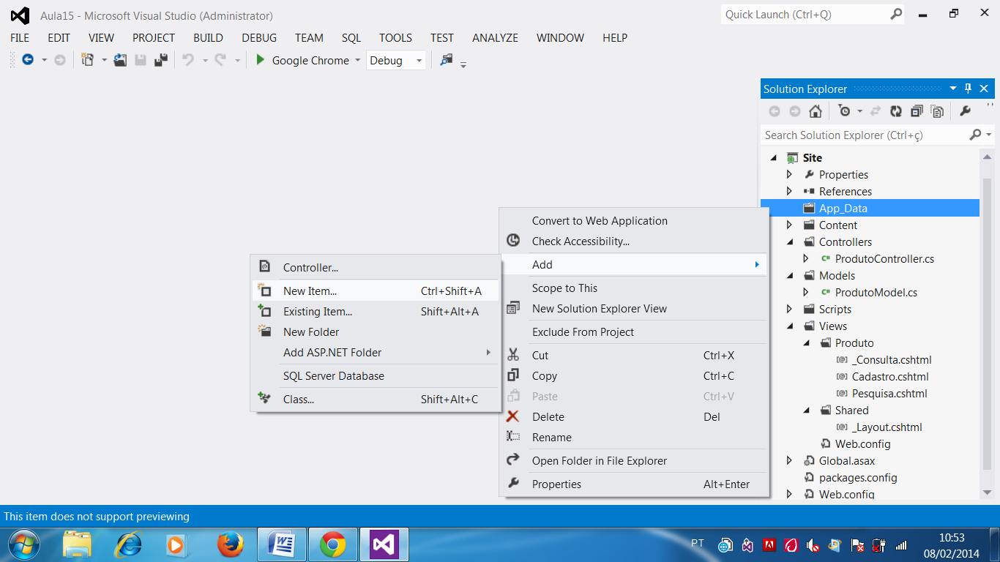 Aula15 - Microsoft Visual Studio (Administrator)
Quick Launch (Ctrl+Q)
FILE EDIT VIEW PROJECT BUILD DEBUG TEAM SQL TOOLS TEST ANALYZE WINDOW HELP
Google Chrome Debug
Solution Explorer
Search Solution Explorer (Ctrl+ç)
Site
Properties
References
App_Data
Content
Controllers
ProdutoController.cs
Models
ProdutoModel.cs
Scripts
Views
Produto
_Consulta.cshtml
Cadastro.cshtml
Pesquisa.cshtml
Shared
_Layout.cshtml
Web.config
Global.asax
packages.config
Web.config
Convert to Web Application
Check Accessibility...
Add
Scope to This
New Solution Explorer View
Exclude From Project
Cut Ctrl+X
Copy Ctrl+C
Paste Ctrl+V
Delete Del
Rename
Open Folder in File Explorer
Properties Alt+Enter
Controller...
New Item... Ctrl+Shift+A
Existing Item... Shift+Alt+A
New Folder
Add ASP.NET Folder
SQL Server Database
Class... Shift+Alt+C
This item does not support previewing
PT
10:53
08/02/2014